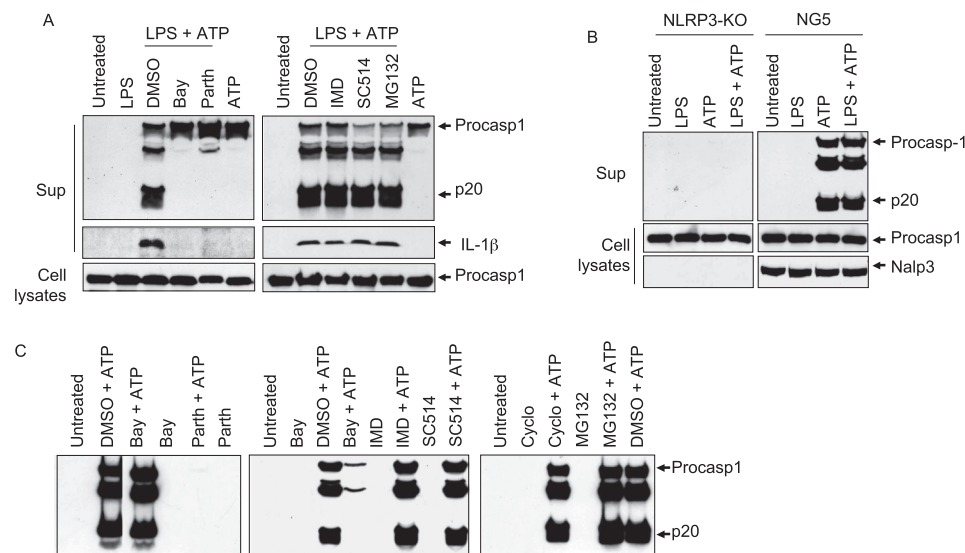 A
LPS + ATP
Untreated
LPS
DMSO
Bay
Parth
ATP
LPS + ATP
Untreated
DMSO
IMD
SC514
MG132
ATP
Procasp1
Sup
p20
IL-1β
Cell
lysates
Procasp1
B
NLRP3-KO
NG5
Untreated
LPS
ATP
LPS + ATP
Untreated
LPS
ATP
LPS + ATP
Procasp-1
Sup
p20
Procasp1
Cell
lysates
Nalp3
C
Untreated
DMSO + ATP
Bay + ATP
Bay
Parth + ATP
Parth
Untreated
Bay
DMSO + ATP
Bay + ATP
IMD
IMD + ATP
SC514
SC514 + ATP
Untreated
Cyclo
Cyclo + ATP
MG132
MG132 + ATP
DMSO + ATP
Procasp1
p20